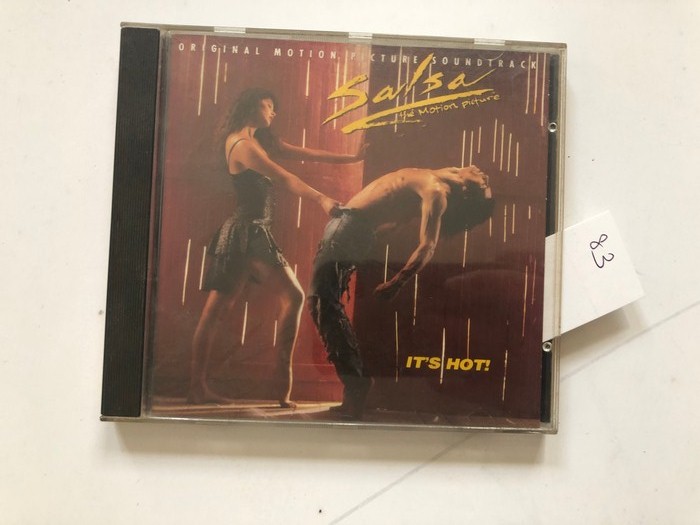 ORIGINAL MOTION PICTURE SOUNDTRACK
Salsa
the Motion picture
IT'S HOT!
83